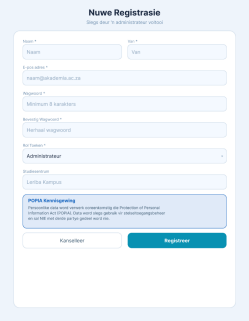 Nuwe Registrasie
Slegs deur 'n administrateur voltooi
Naam *
Van *
Naam
Van
E-pos adres *
naam@akademia.ac.za
Wagwoord *
Minimum 8 karakters
Bevestig Wagwoord *
Herhaal wagwoord
Rol Toeken *
Administrateur
Studiesentrum
Leriba Kampus
POPIA Kennisgewing
Persoonlike data word verwerk ooreenkomstig die Protection of Personal
Information Act (POPIA). Data word slegs gebruik vir
en sal NIE met derde partye gedeel word nie.
Kanselleer
Registreer